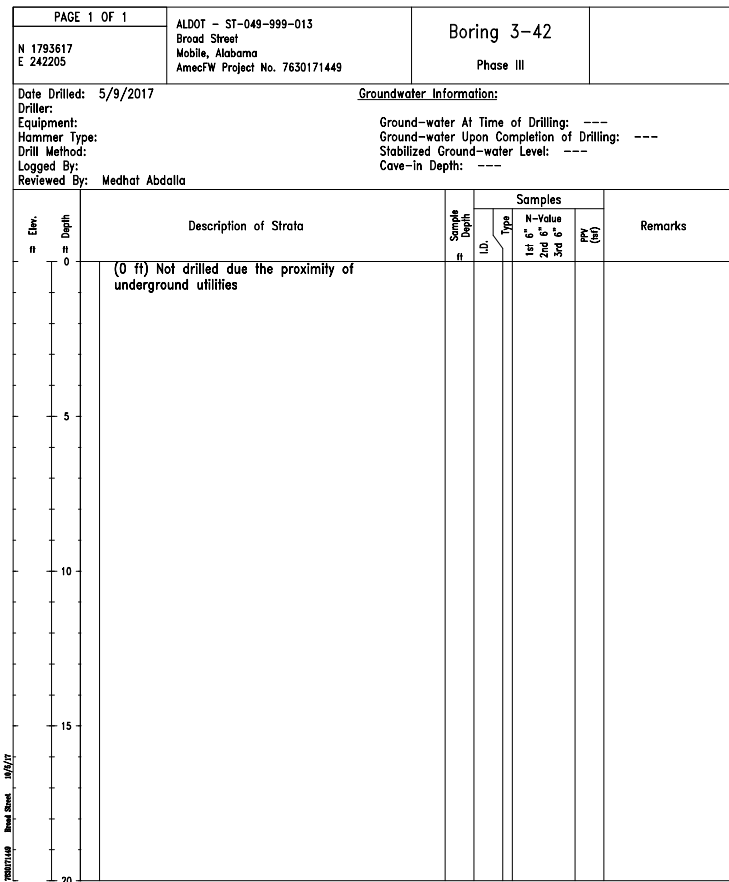 PAGE 1 OF 1
N 1793617
E 242205
ALDOT - ST-049-999-013
Broad Street
Mobile, Alabama
AmecFW Project No. 7630171449
Boring 3-42
Phase III
Date Drilled: 5/9/2017
Driller:
Equipment:
Hammer Type:
Drill Method:
Logged By:
Reviewed By: Medhat Abdalla
Groundwater Information:
Ground-water At Time of Drilling: ---
Ground-water Upon Completion of Drilling: ---
Stabilized Ground-water Level: ---
Cave-in Depth: ---
Elev.
ft
Depth
ft
Description of Strata
Sample
Depth
ft
Samples
I.D.
Type
N-Value
1st 6"
2nd 6"
3rd 6"
PPV
(tsf)
Remarks
0
(0 ft) Not drilled due the proximity of
underground utilities
5
10
15
20
7630171449 Broad Street 10/5/17